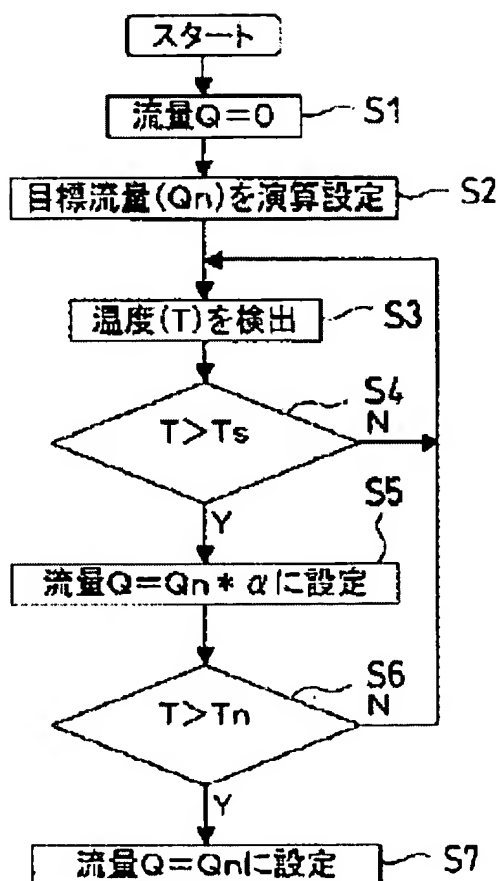 スタート
流量Q=0
S1
目標流量(Qn)を演算設定
S2
温度(T)を検出
S3
T>Ts
S4
N
Y
S5
流量Q=Qn*αに設定
T>Tn
S6
N
Y
流量Q=Qnに設定
S7